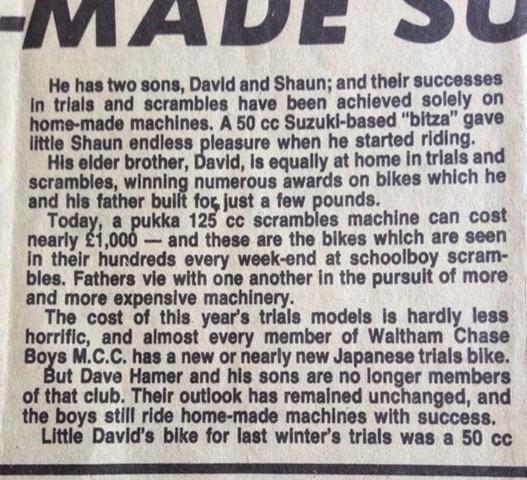 -MADE SU
He has two sons, David and Shaun; and their successes
in trials and scrambles have been achieved solely on
home-made machines. A 50 cc Suzuki-based "bitza" gave
little Shaun endless pleasure when he started riding.
His elder brother, David, is equally at home in trials and
scrambles, winning numerous awards on bikes which he
and his father built for just a few pounds.
Today, a pukka 125 cc scrambles machine can cost
nearly £1,000 — and these are the bikes which are seen
in their hundreds every week-end at schoolboy scram-
bles. Fathers vie with one another in the pursuit of more
and more expensive machinery.
The cost of this year's trials models is hardly less
horrific, and almost every member of Waltham Chase
Boys M.C.C. has a new or nearly new Japanese trials bike.
But Dave Hamer and his sons are no longer members
of that club. Their outlook has remained unchanged, and
the boys still ride home-made machines with success.
Little David's bike for last winter's trials was a 50 cc